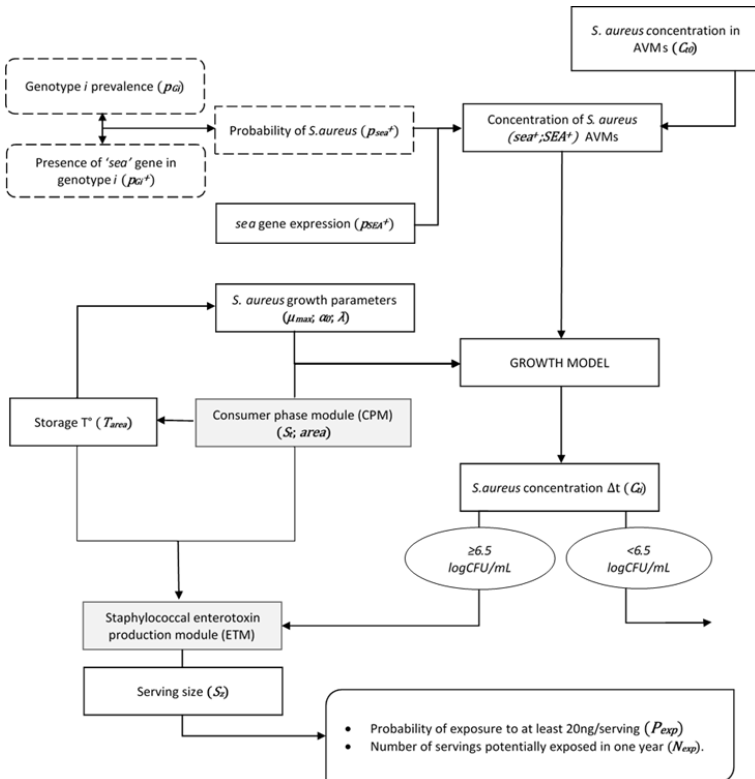 S. aureus concentration in
AVMs (Ct0)
Genotype i prevalence (pGi)
Probability of S.aureus (psea+)
Concentration of S. aureus
(sea+;SEA+) AVMs
Presence of ‘sea’ gene in
genotype i (pGi+)
sea gene expression (pSEA+)
S. aureus growth parameters
(μmax; α0; λ)
GROWTH MODEL
Storage T° (Tarea)
Consumer phase module (CPM)
(St; area)
S.aureus concentration Δt (Cti)
≥6.5
logCFU/mL
<6.5
logCFU/mL
Staphylococcal enterotoxin
production module (ETM)
Serving size (Sz)
• Probability of exposure to at least 20ng/serving (Pexp)
• Number of servings potentially exposed in one year (Nexp).